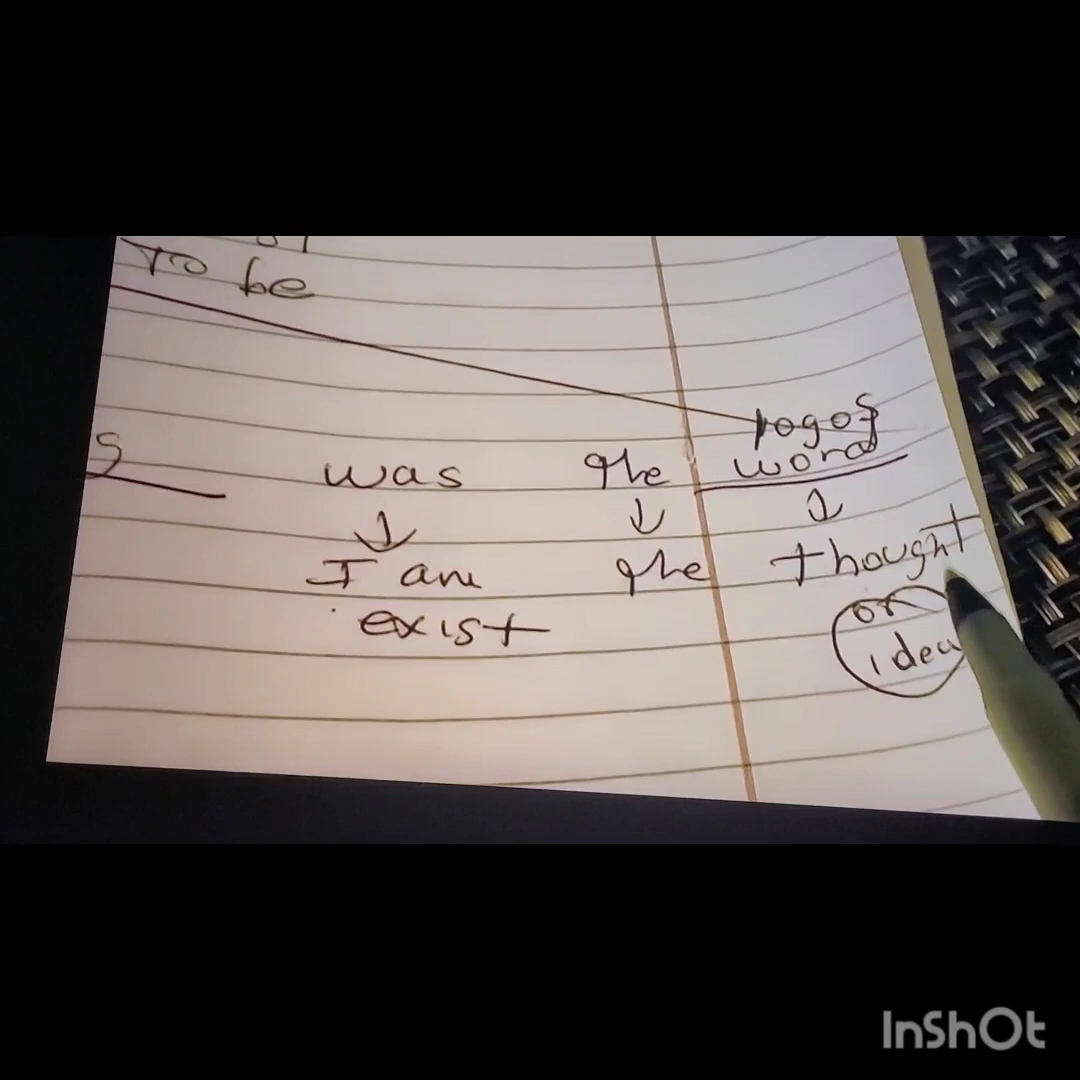 To be
logos
S was The word
I am The thought
exist or
idea
InShOt